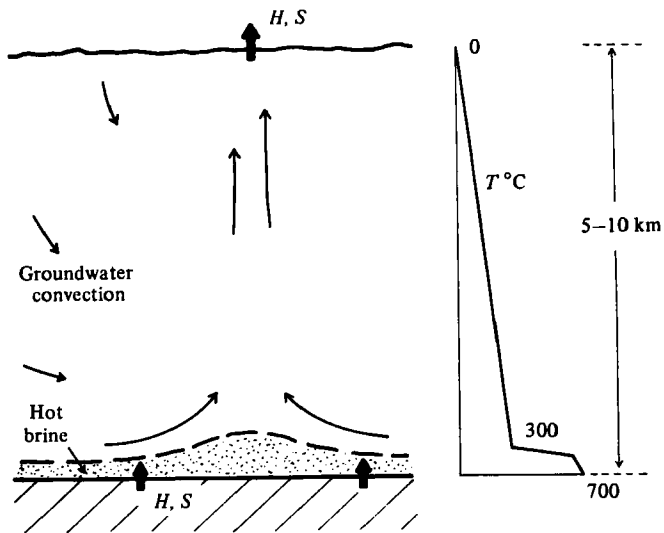 H, S
0
T °C
5–10 km
Groundwater
convection
Hot
brine
300
700
H, S